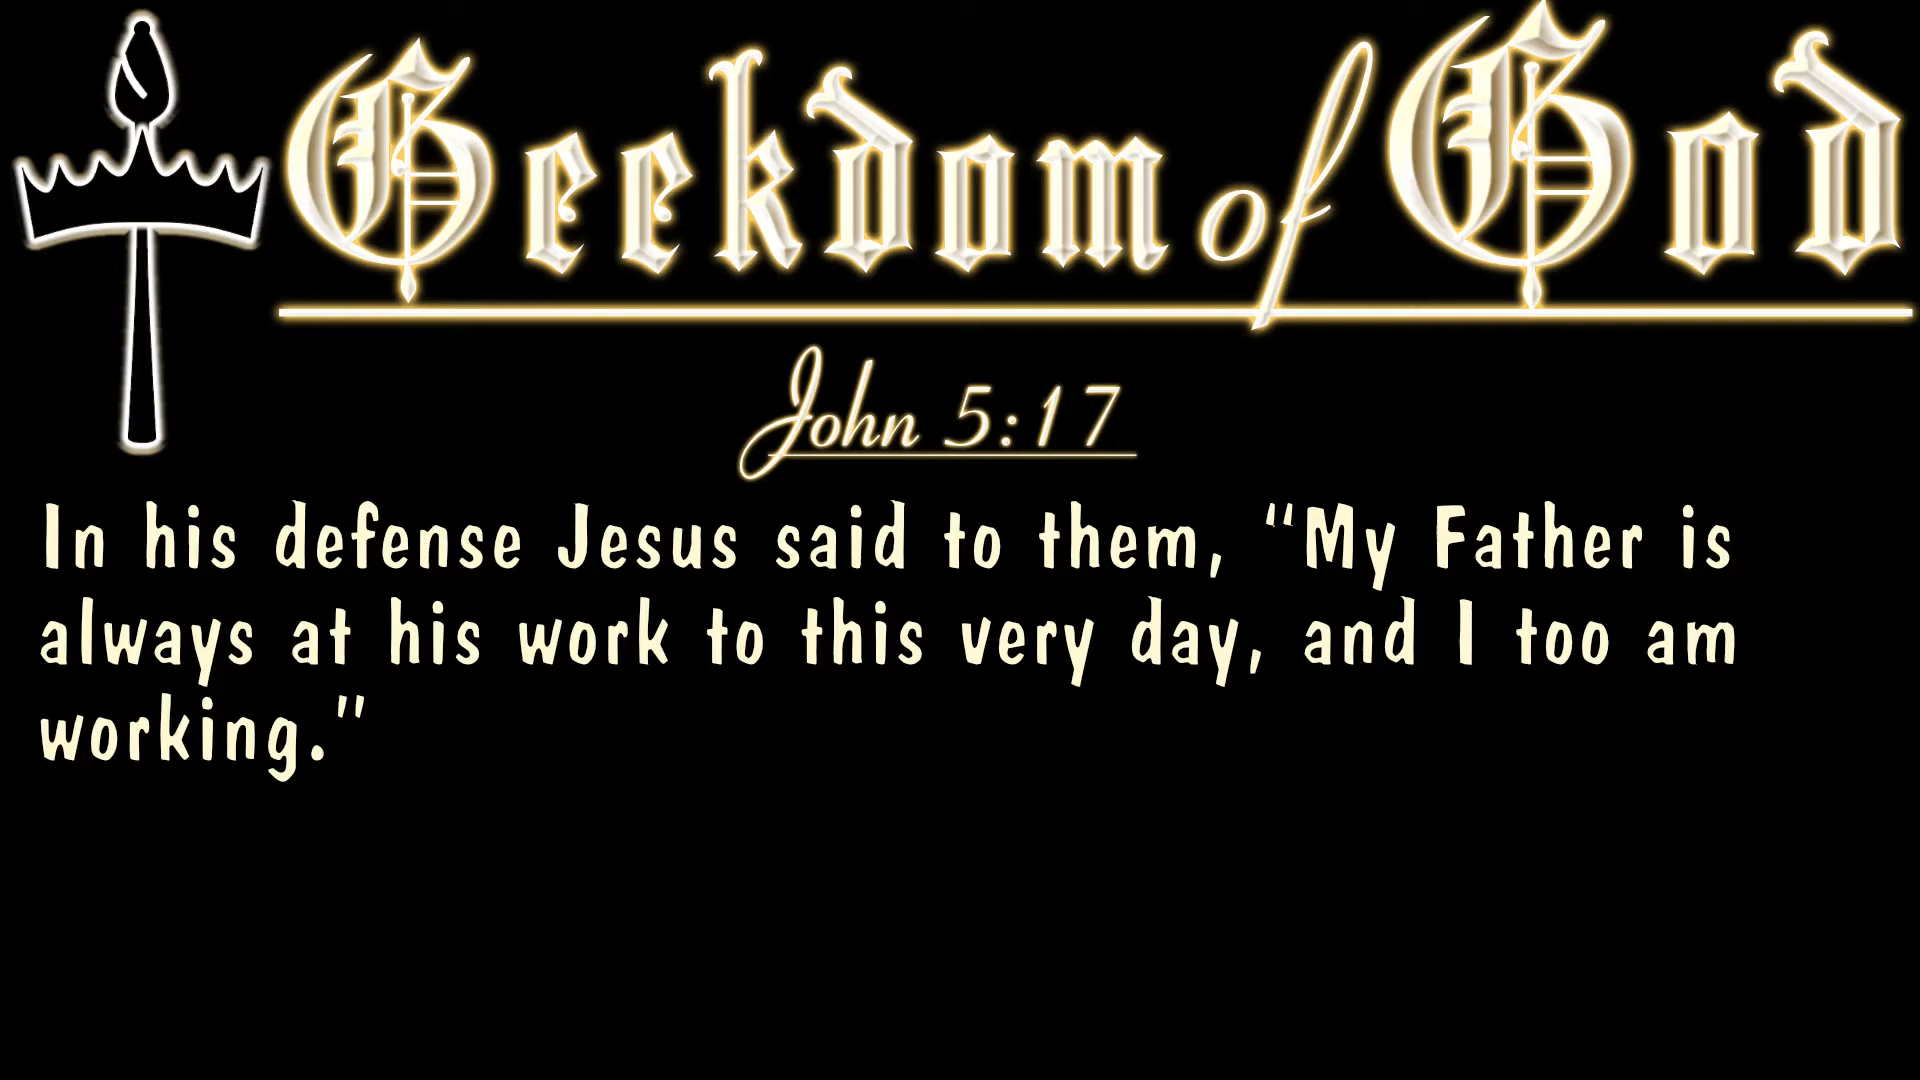 Geekdom of God
John 5:17
In his defense Jesus said to them, “My Father is
always at his work to this very day, and I too am
working.”